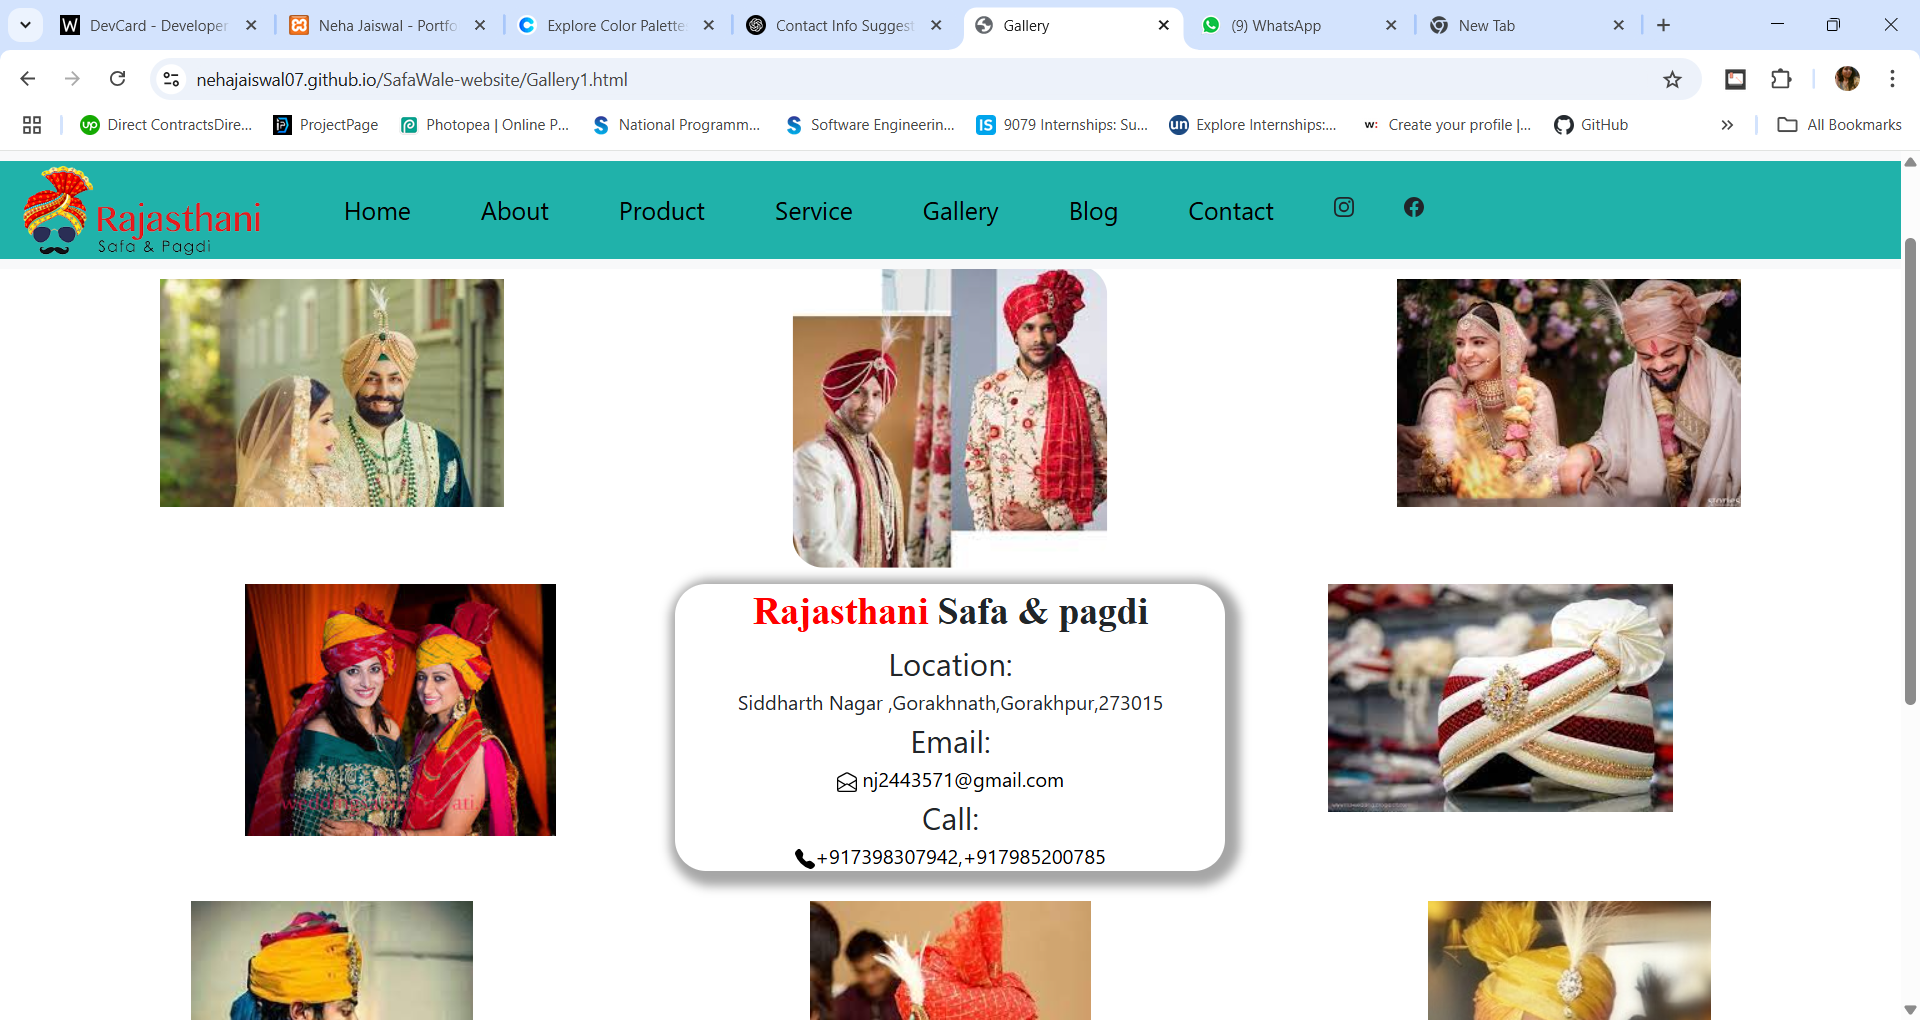 DevCard - Developer
Neha Jaiswal - Portfo
Explore Color Palette
Contact Info Suggest
Gallery
(9) WhatsApp
New Tab
nehajaiswal07.github.io/SafaWale-website/Gallery1.html
Direct ContractsDire...
ProjectPage
Photopea | Online P...
National Programm...
Software Engineerin...
9079 Internships: Su...
Explore Internships:...
Create your profile |...
GitHub
All Bookmarks
Rajasthani
Safa & Pagdi
Home
About
Product
Service
Gallery
Blog
Contact
stories
Rajasthani Safa & pagdi
Location:
Siddharth Nagar ,Gorakhnath,Gorakhpur,273015
Email:
nj2443571@gmail.com
Call:
+917398307942,+917985200785